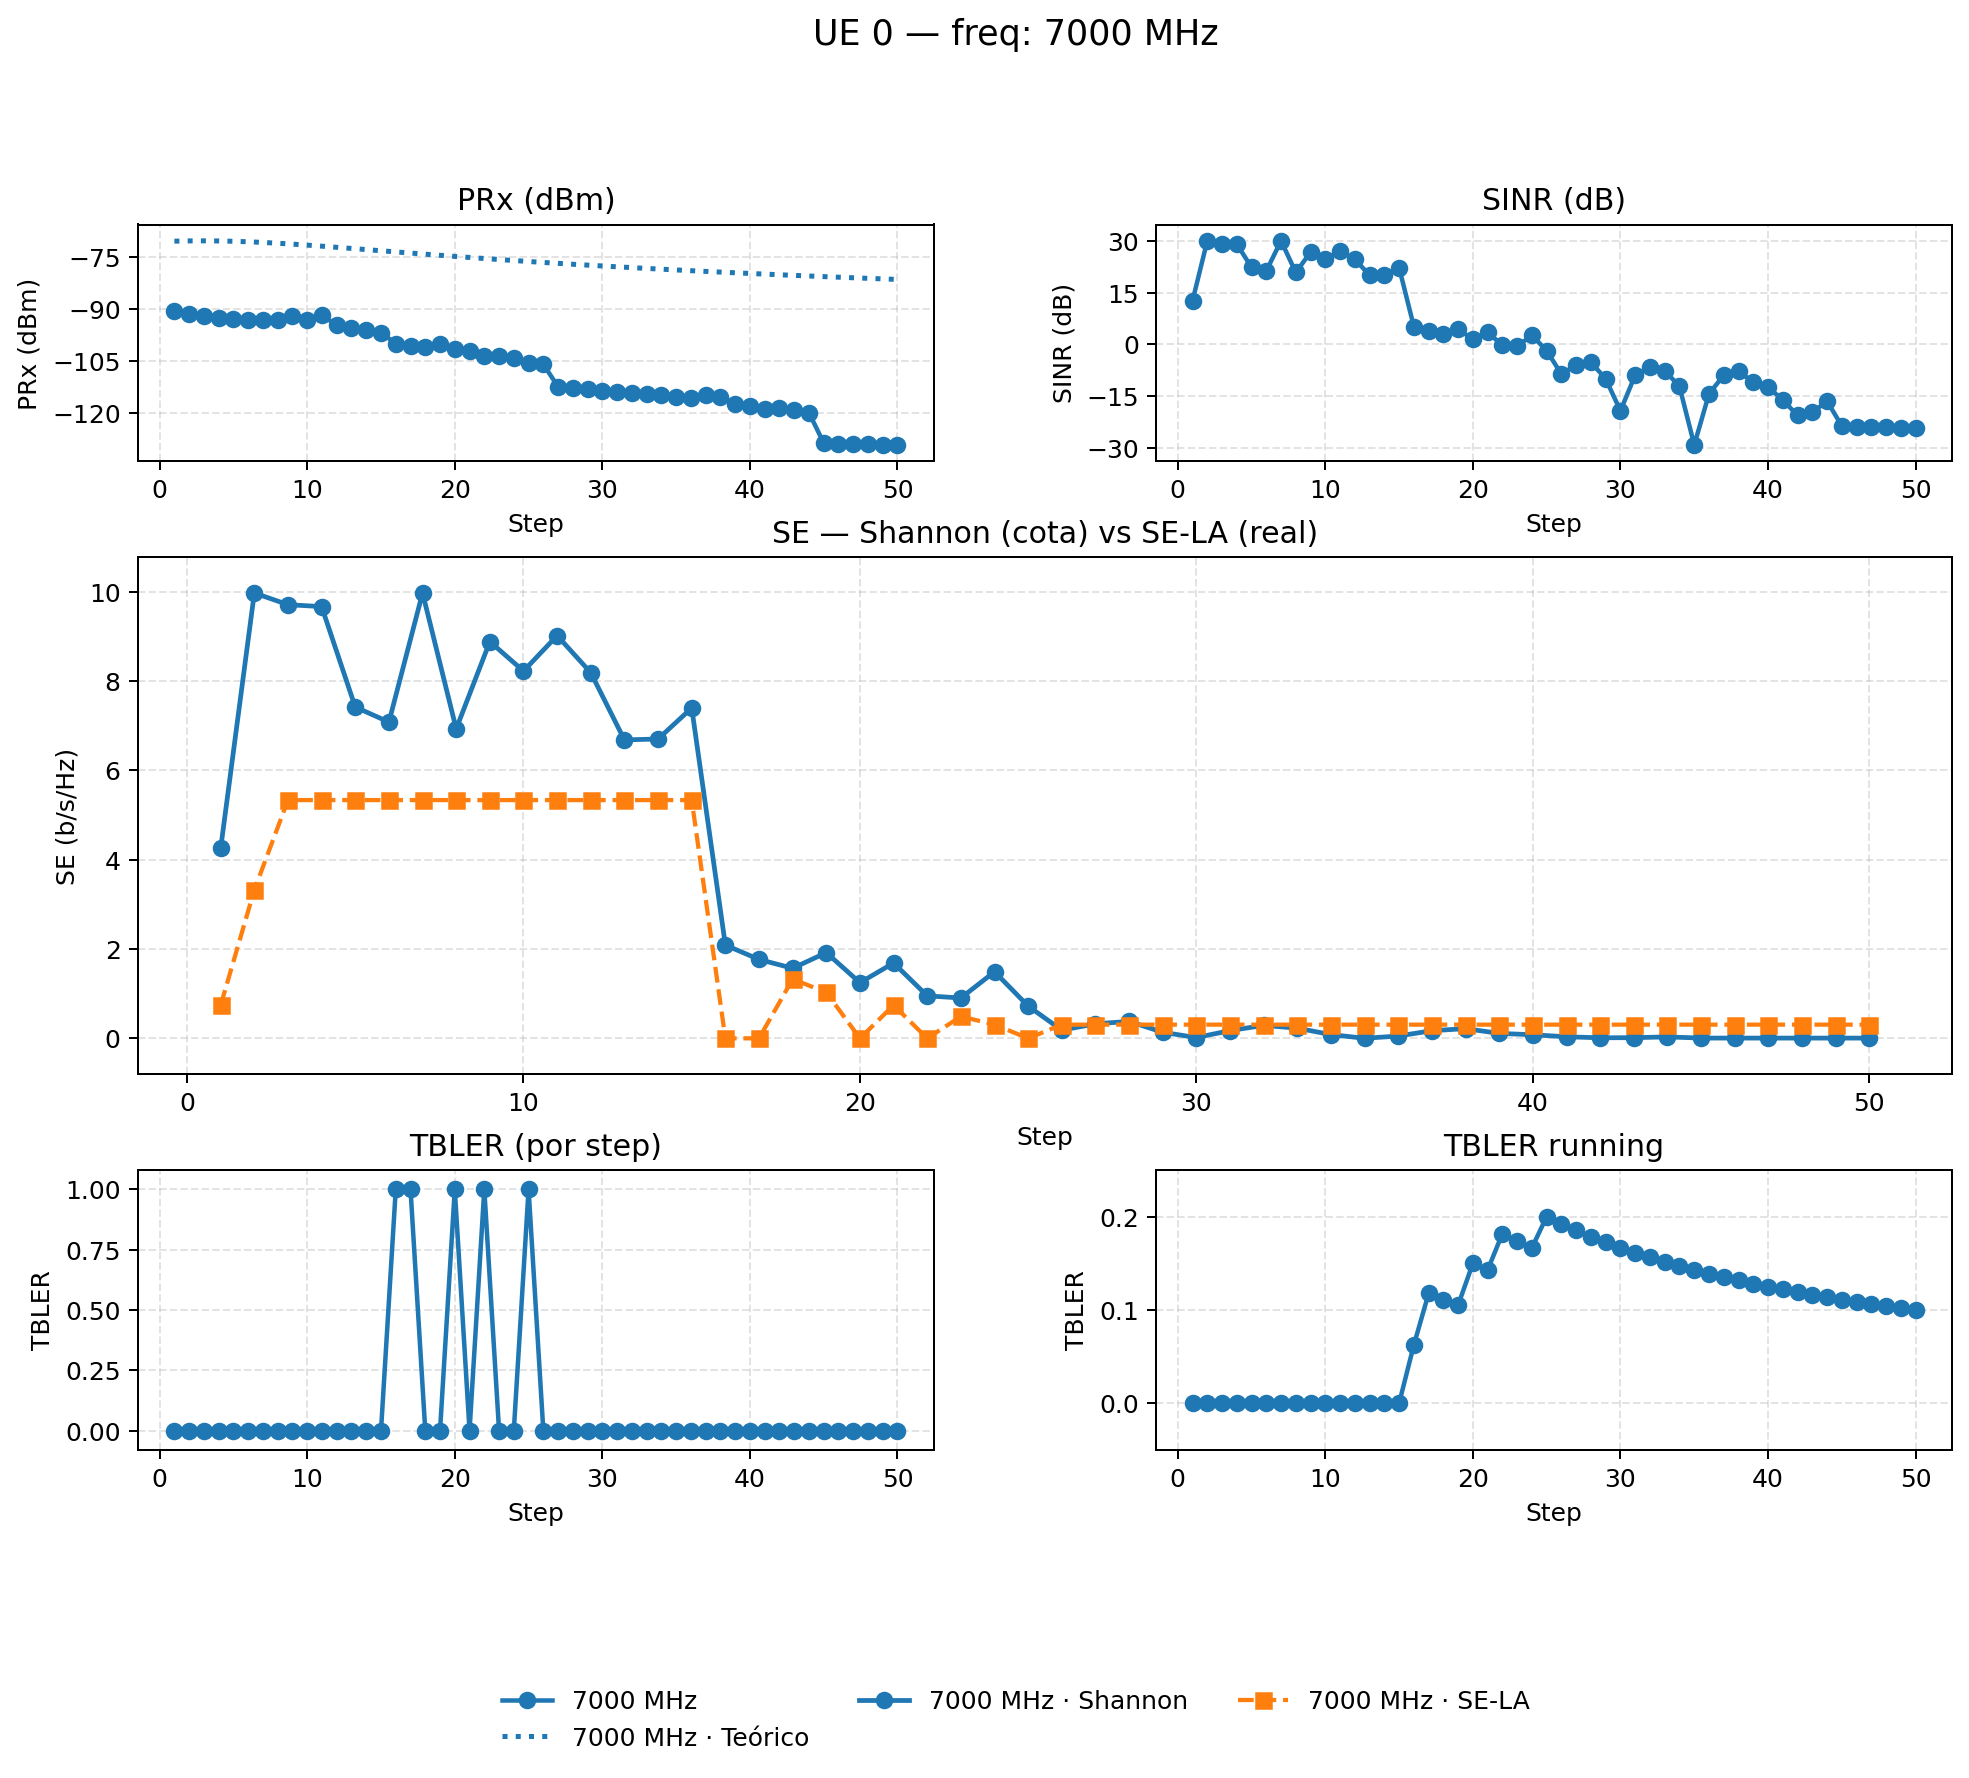 UE 0 — freq: 7000 MHz
PRx (dBm)
PRx (dBm)
−75
−90
−105
−120
0 10 20 30 40 50
Step
SINR (dB)
SINR (dB)
30
15
0
−15
−30
0 10 20 30 40 50
Step
SE — Shannon (cota) vs SE-LA (real)
SE (b/s/Hz)
10
8
6
4
2
0
0 10 20 30 40 50
Step
TBLER (por step)
TBLER
1.00
0.75
0.50
0.25
0.00
0 10 20 30 40 50
Step
TBLER running
TBLER
0.2
0.1
0.0
0 10 20 30 40 50
Step
7000 MHz
7000 MHz · Teórico
7000 MHz · Shannon
7000 MHz · SE-LA